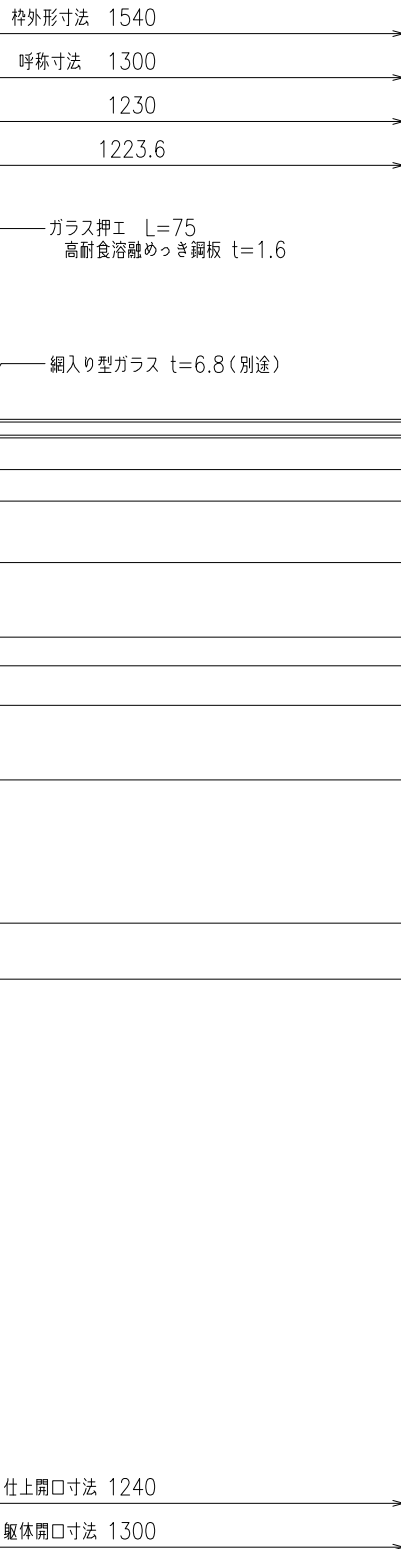 枠外形寸法 1540
呼称寸法 1300
1230
1223.6
ガラス押エ L=75
高耐食溶融めっき鋼板 t=1.6
網入り型ガラス t=6.8(別途)
仕上開口寸法 1240
躯体開口寸法 1300